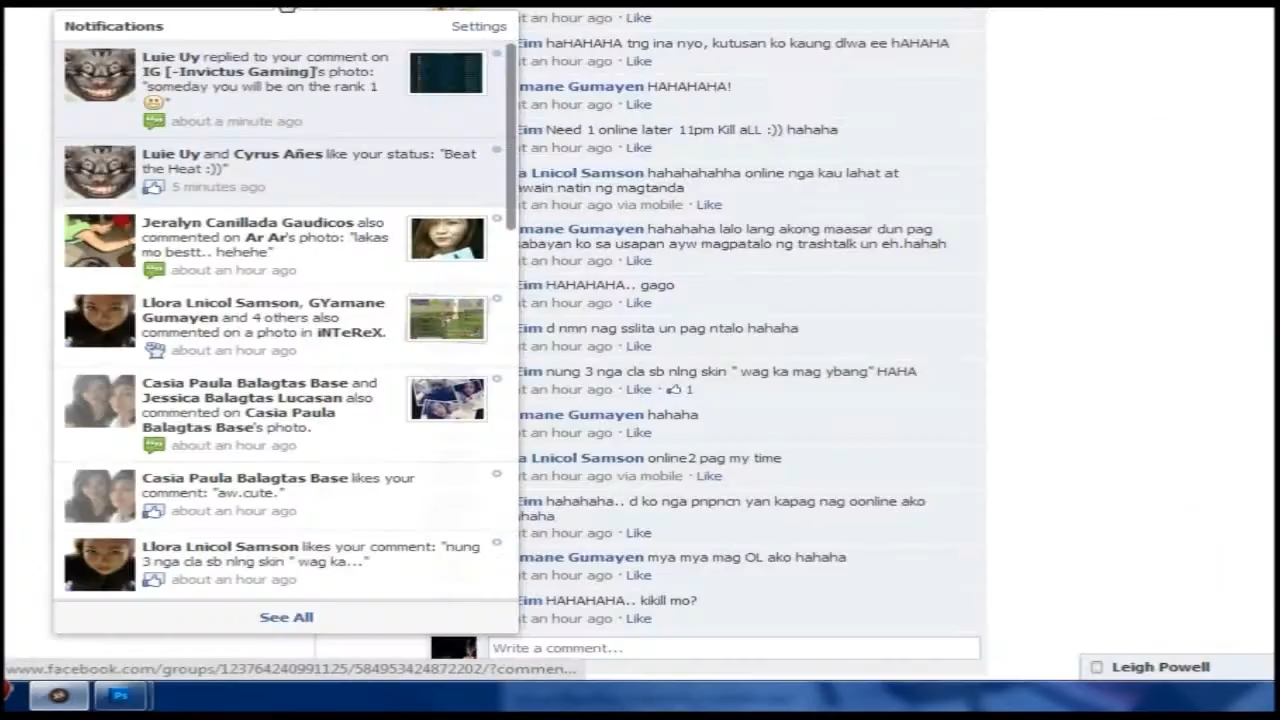 Notifications
Settings
Luie Uy replied to your comment on
IG [-Invictus Gaming]'s photo:
"someday you will be on the rank 1
"
about a minute ago
Luie Uy and Cyrus Añes like your status: "Beat
the Heat :))"
5 minutes ago
Jeralyn Canillada Gaudicos also
commented on Ar Ar's photo: "lakas
mo bestt.. hehehe"
about an hour ago
Llora Lnicol Samson, GYamane
Gumayen and 4 others also
commented on a photo in iNTeReX.
about an hour ago
Casia Paula Balagtas Base and
Jessica Balagtas Lucasan also
commented on Casia Paula
Balagtas Base's photo.
about an hour ago
Casia Paula Balagtas Base likes your
comment: "aw.cute."
about an hour ago
Llora Lnicol Samson likes your comment: "nung
3 nga cla sb nlng skin " wag ka..."
about an hour ago
See All
t an hour ago · Like
Eim haHAHAHA tng ina nyo, kutusan ko kaung dlwa ee hAHAHA
t an hour ago · Like
mane Gumayen HAHAHAHA!
t an hour ago · Like
Eim Need 1 online later 11pm Kill aLL :)) hahaha
t an hour ago · Like
a Lnicol Samson hahahahahha online nga kau lahat at
awain natin ng magtanda
t an hour ago via mobile · Like
mane Gumayen hahahaha lalo lang akong maasar dun pag
sabayan ko sa usapan ayw magpatalo ng trashtalk un eh.hahah
t an hour ago · Like
Eim HAHAHAHA.. gago
t an hour ago · Like
Eim d nmn nag sslita un pag ntalo hahaha
t an hour ago · Like
Eim nung 3 nga cla sb nlng skin " wag ka mag ybang" HAHA
t an hour ago · Like · 1
mane Gumayen hahaha
t an hour ago · Like
a Lnicol Samson online2 pag my time
t an hour ago via mobile · Like
Eim hahahaha.. d ko nga pnpncn yan kapag nag oonline ako
haha
t an hour ago · Like
mane Gumayen mya mya mag OL ako hahaha
t an hour ago · Like
Eim HAHAHAHA.. kikill mo?
t an hour ago · Like
Write a comment...
www.facebook.com/groups/123764240991125/584953424872202/?commen...
Leigh Powell
Ps